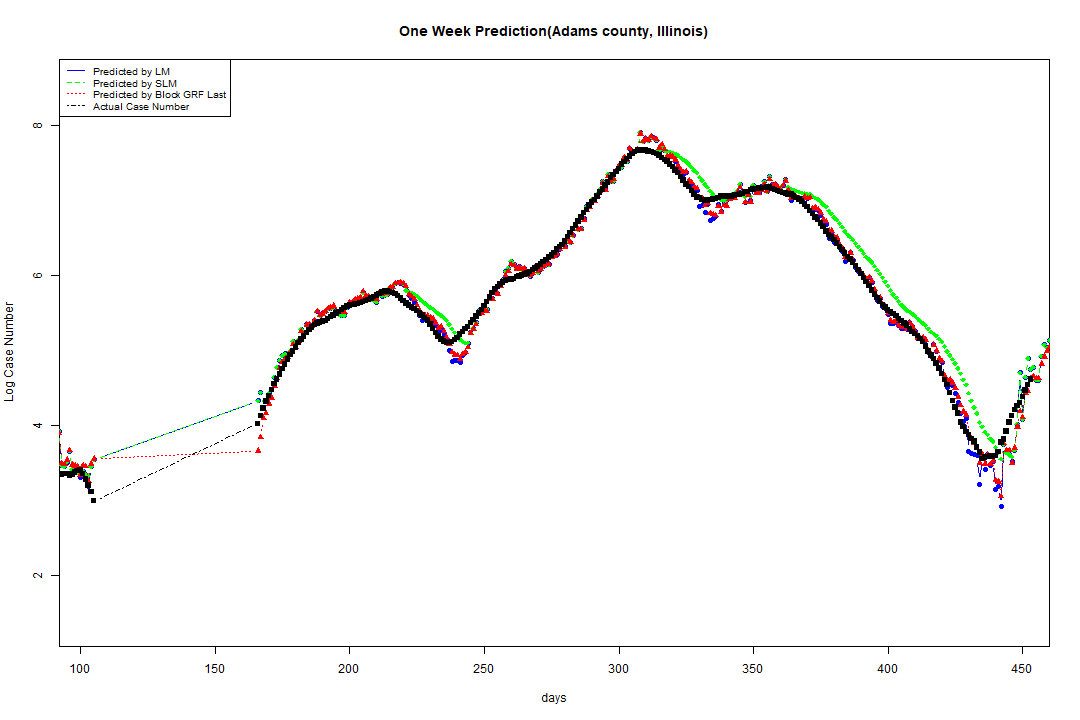 One Week Prediction(Adams county, Illinois)
Predicted by LM
Predicted by SLM
Predicted by Block GRF Last
Actual Case Number
8
6
4
2
Log Case Number
100 150 200 250 300 350 400 450
days